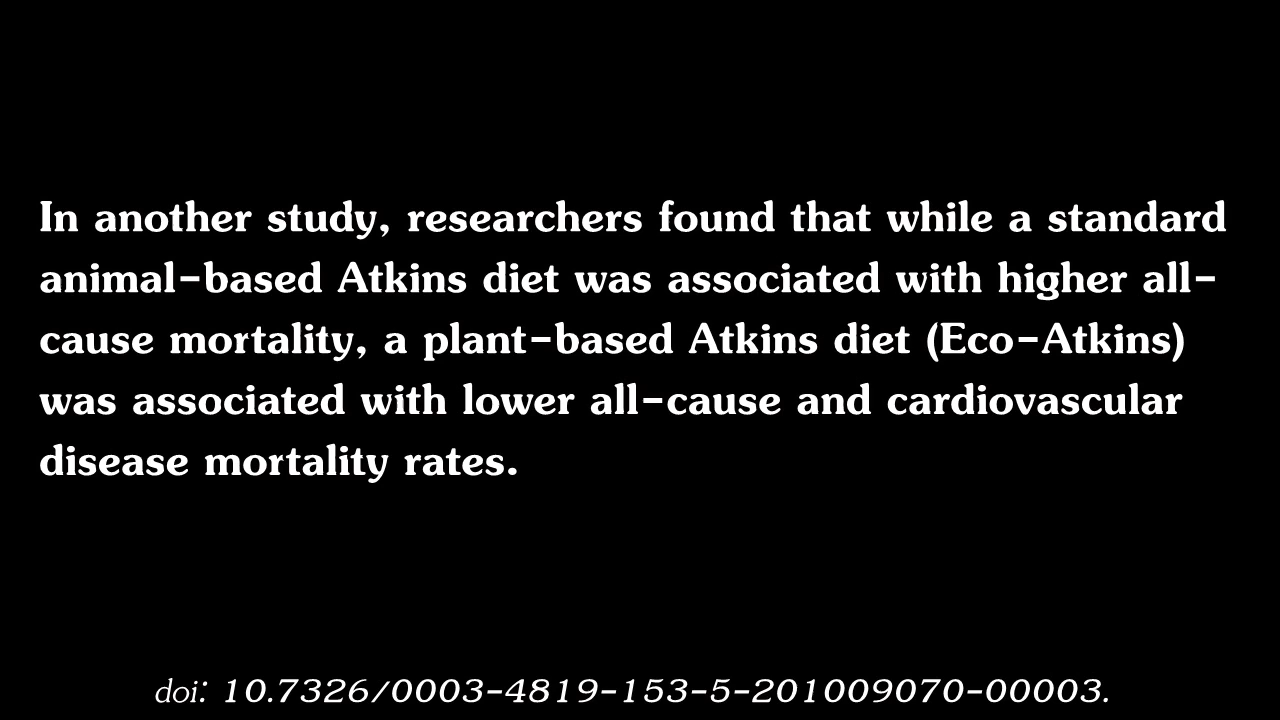 In another study, researchers found that while a standard
animal-based Atkins diet was associated with higher all-
cause mortality, a plant-based Atkins diet (Eco-Atkins)
was associated with lower all-cause and cardiovascular
disease mortality rates.
doi: 10.7326/0003-4819-153-5-201009070-00003.